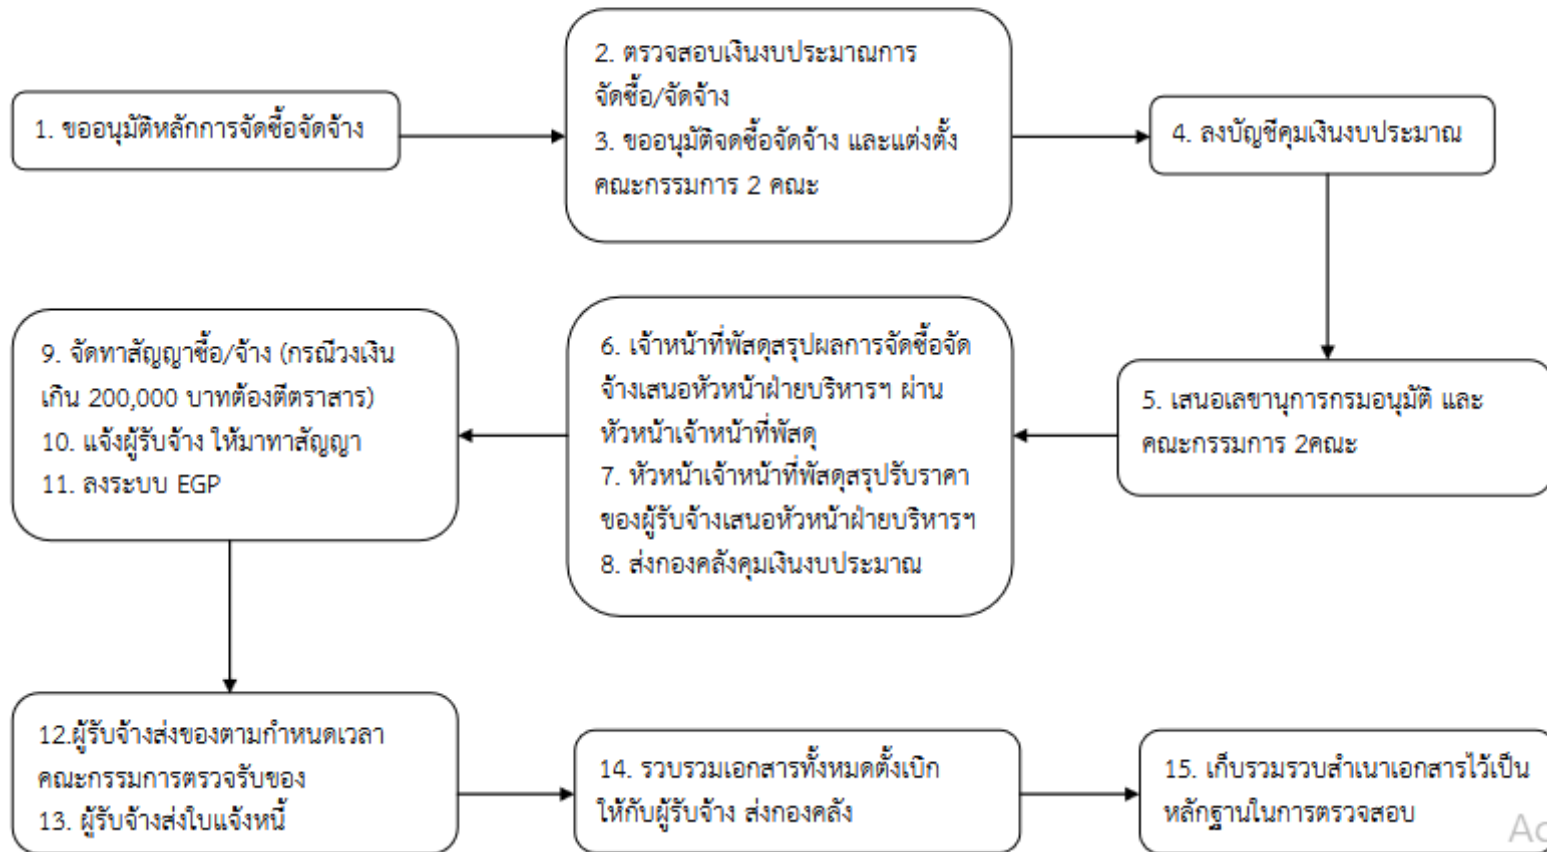 1. ขออนุมัติหลักการจัดซื้อจัดจ้าง
2. ตรวจสอบเงินงบประมาณการ
จัดซื้อ/จัดจ้าง
3. ขออนุมัติจดซื้อจัดจ้าง และแต่งตั้ง
คณะกรรมการ 2 คณะ
4. ลงบัญชีคุมเงินงบประมาณ
5. เสนอเลขานุการกรมอนุมัติ และ
คณะกรรมการ 2คณะ
6. เจ้าหน้าที่พัสดุสรุปผลการจัดซื้อจัด
จ้างเสนอหัวหน้าฝ่ายบริหารฯ ผ่าน
หัวหน้าเจ้าหน้าที่พัสดุ
7. หัวหน้าเจ้าหน้าที่พัสดุสรุปรับราคา
ของผู้รับจ้างเสนอหัวหน้าฝ่ายบริหารฯ
8. ส่งกองคลังคุมเงินงบประมาณ
9. จัดทาสัญญาซื้อ/จ้าง (กรณีวงเงิน
เกิน 200,000 บาทต้องตีตราสาร)
10. แจ้งผู้รับจ้าง ให้มาทาสัญญา
11. ลงระบบ EGP
12.ผู้รับจ้างส่งของตามกำหนดเวลา
คณะกรรมการตรวจรับของ
13. ผู้รับจ้างส่งใบแจ้งหนี้
14. รวบรวมเอกสารทั้งหมดตั้งเบิก
ให้กับผู้รับจ้าง ส่งกองคลัง
15. เก็บรวมรวบสำเนาเอกสารไว้เป็น
หลักฐานในการตรวจสอบ